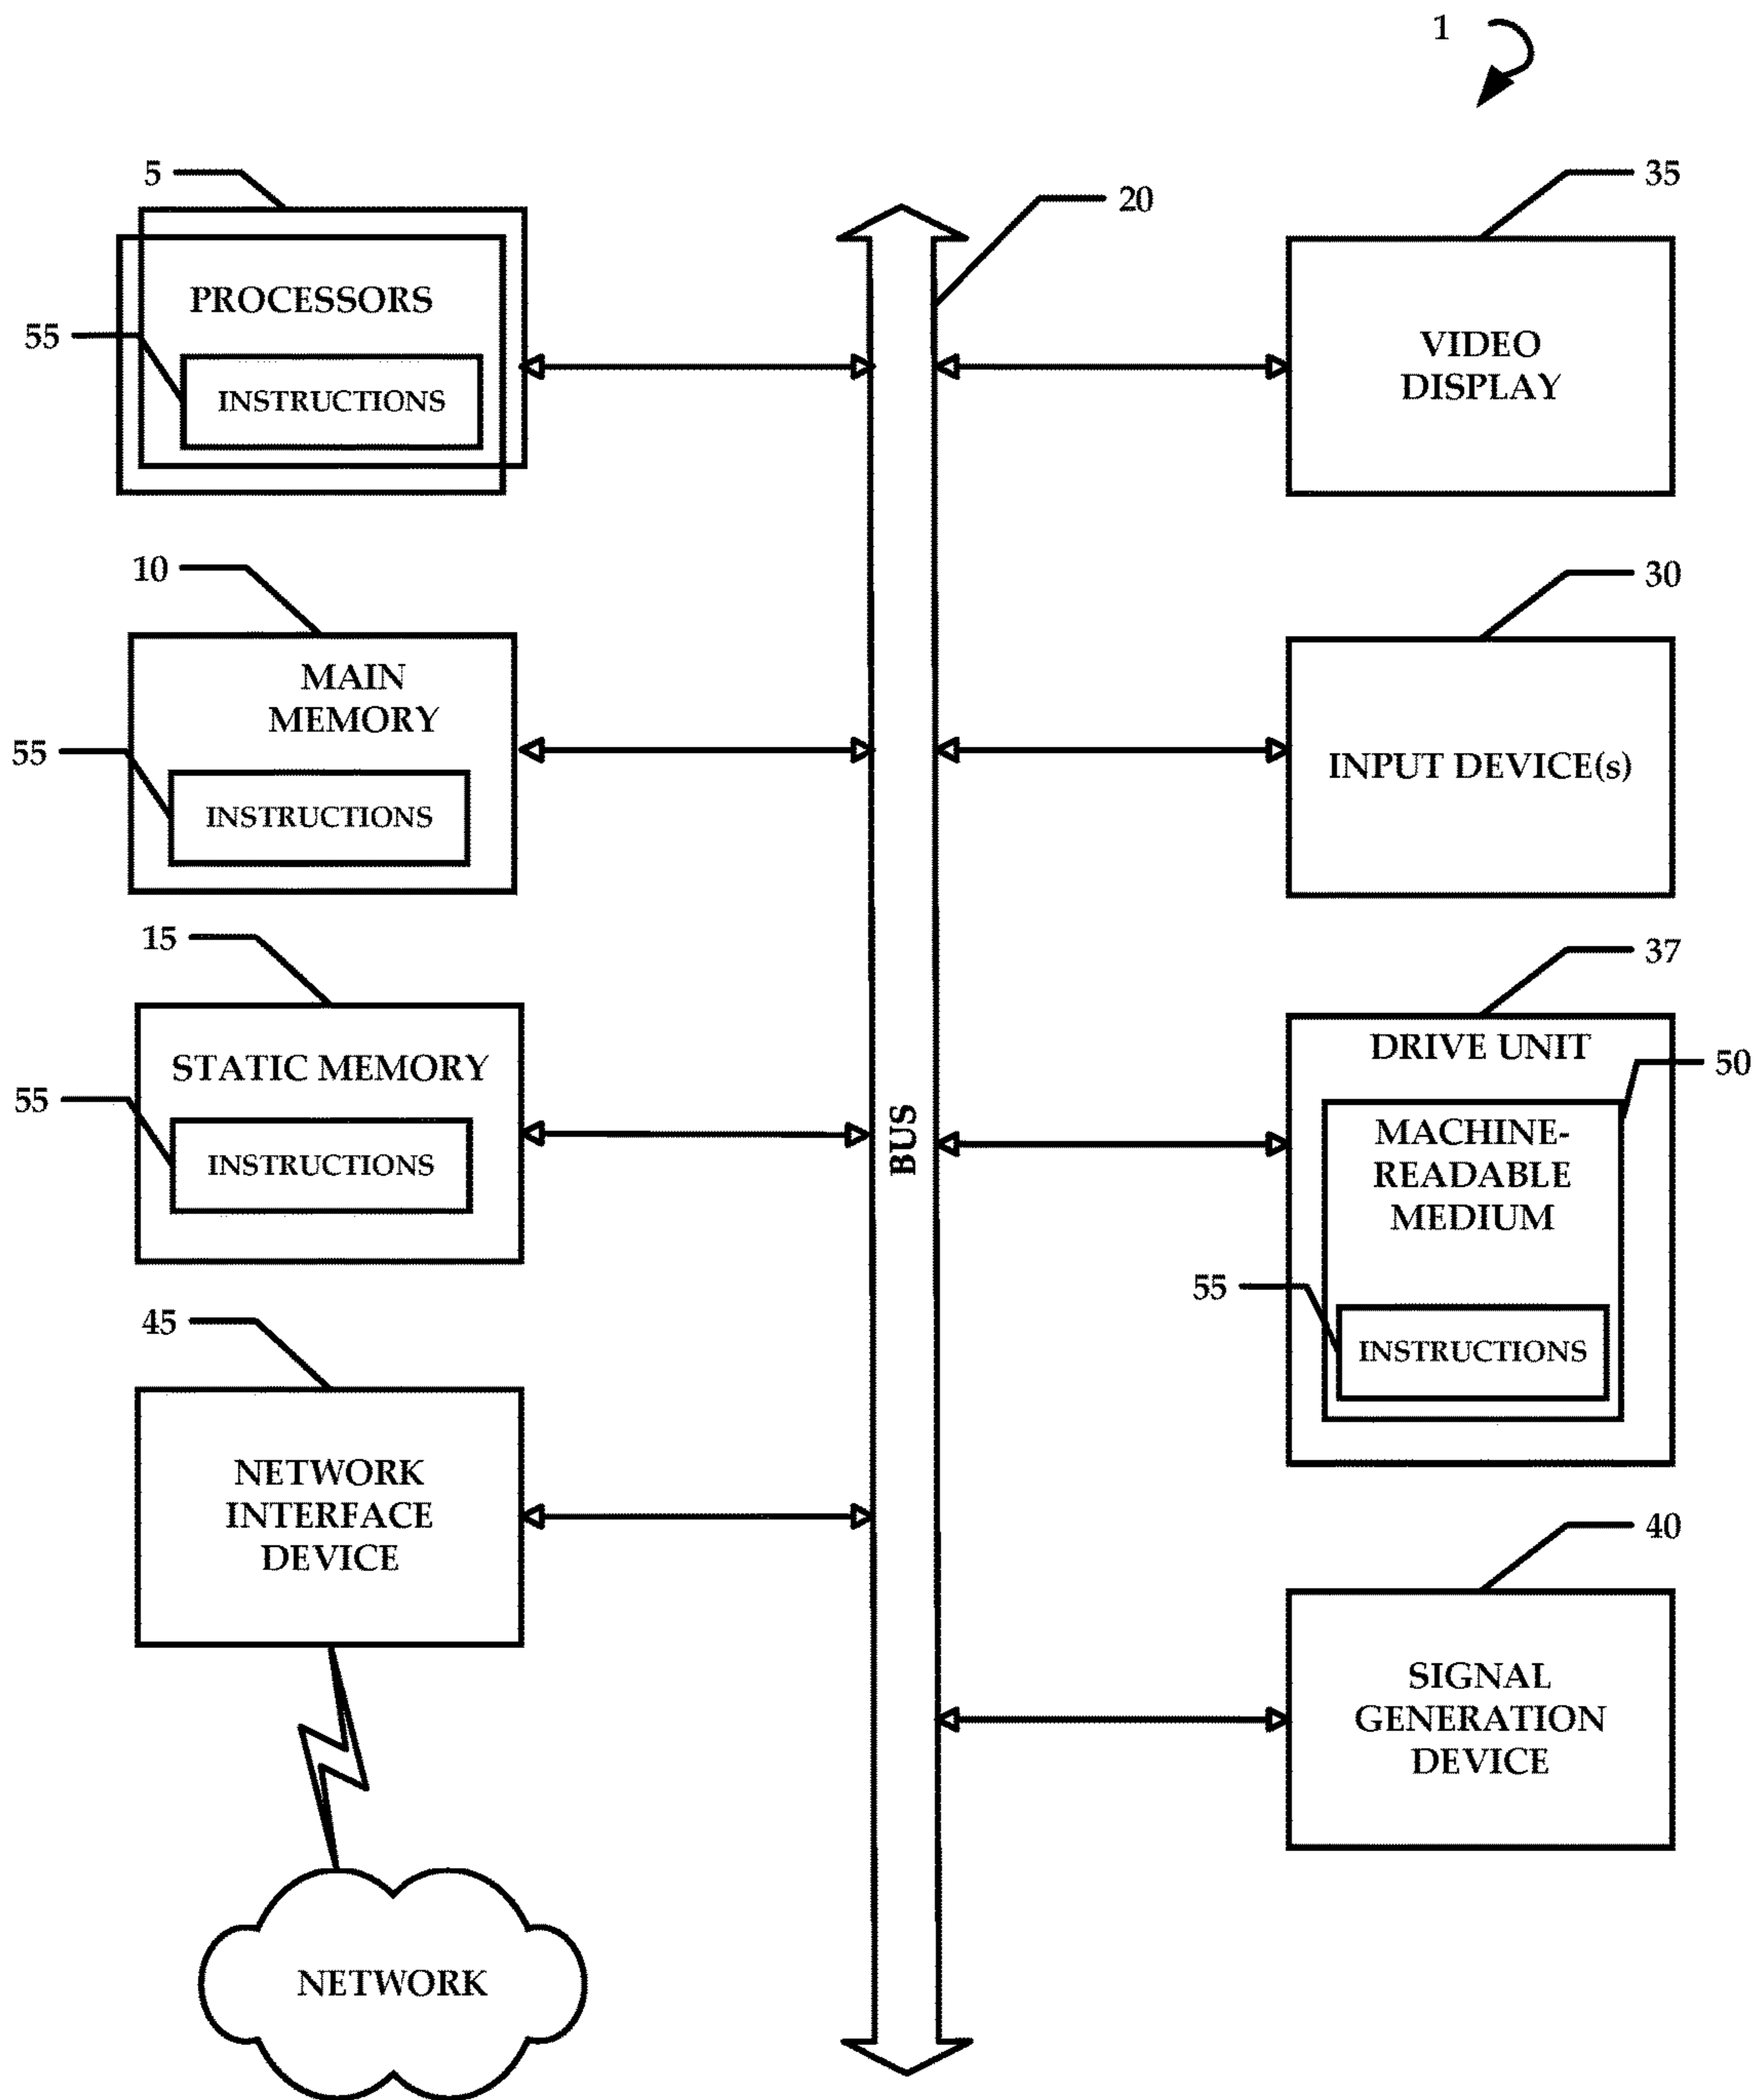 1
5
PROCESSORS
55
INSTRUCTIONS
20
35
VIDEO
DISPLAY
10
MAIN
MEMORY
55
INSTRUCTIONS
30
INPUT DEVICE(s)
15
STATIC MEMORY
55
INSTRUCTIONS
BUS
37
DRIVE UNIT
50
MACHINE-
READABLE
MEDIUM
55
INSTRUCTIONS
45
NETWORK
INTERFACE
DEVICE
40
SIGNAL
GENERATION
DEVICE
NETWORK